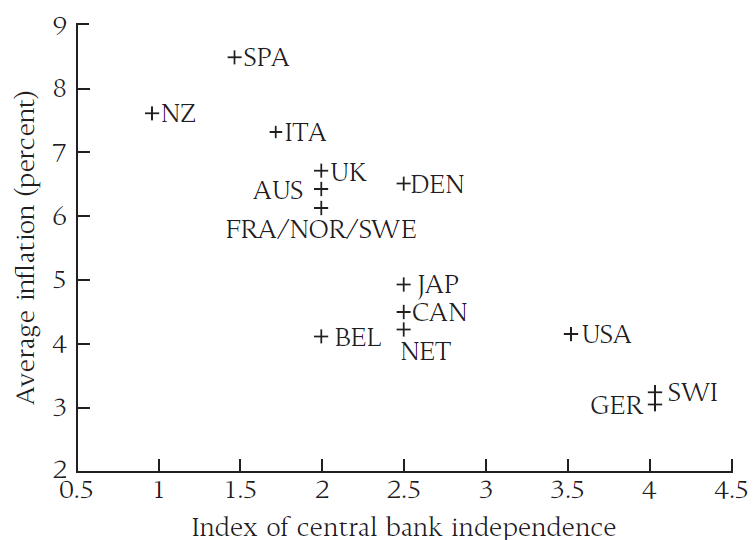 9
SPA
8
NZ
ITA
7
UK
AUS
DEN
6
FRA/NOR/SWE
Average inflation (percent)
5
JAP
CAN
4
BEL
NET
USA
SWI
GER
3
2
0.5 1 1.5 2 2.5 3 3.5 4 4.5
Index of central bank independence